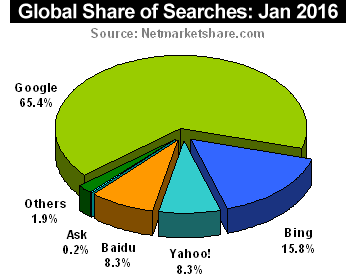 Global Share of Searches: Jan 2016
Source: Netmarketshare.com
Google
65.4%
Others
1.9%
Ask
0.2%
Baidu
8.3%
Yahoo!
8.3%
Bing
15.8%